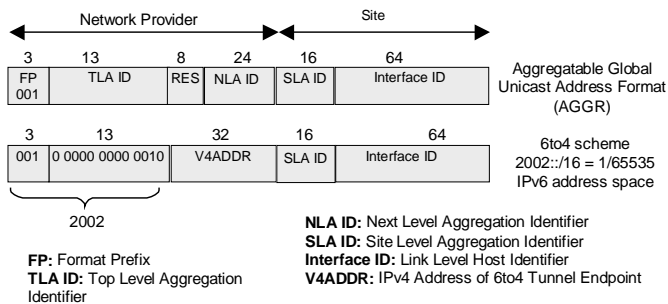 Network Provider Site
3 13 8 24 16 64
FP 001 TLA ID RES NLA ID SLA ID Interface ID
Aggregatable Global
Unicast Address Format
(AGGR)
3 13 32 16 64
001 0 0000 0000 0010 V4ADDR SLA ID Interface ID
6to4 scheme
2002::/16 = 1/65535
IPv6 address space
2002
FP: Format Prefix
TLA ID: Top Level Aggregation
Identifier
NLA ID: Next Level Aggregation Identifier
SLA ID: Site Level Aggregation Identifier
Interface ID: Link Level Host Identifier
V4ADDR: IPv4 Address of 6to4 Tunnel Endpoint